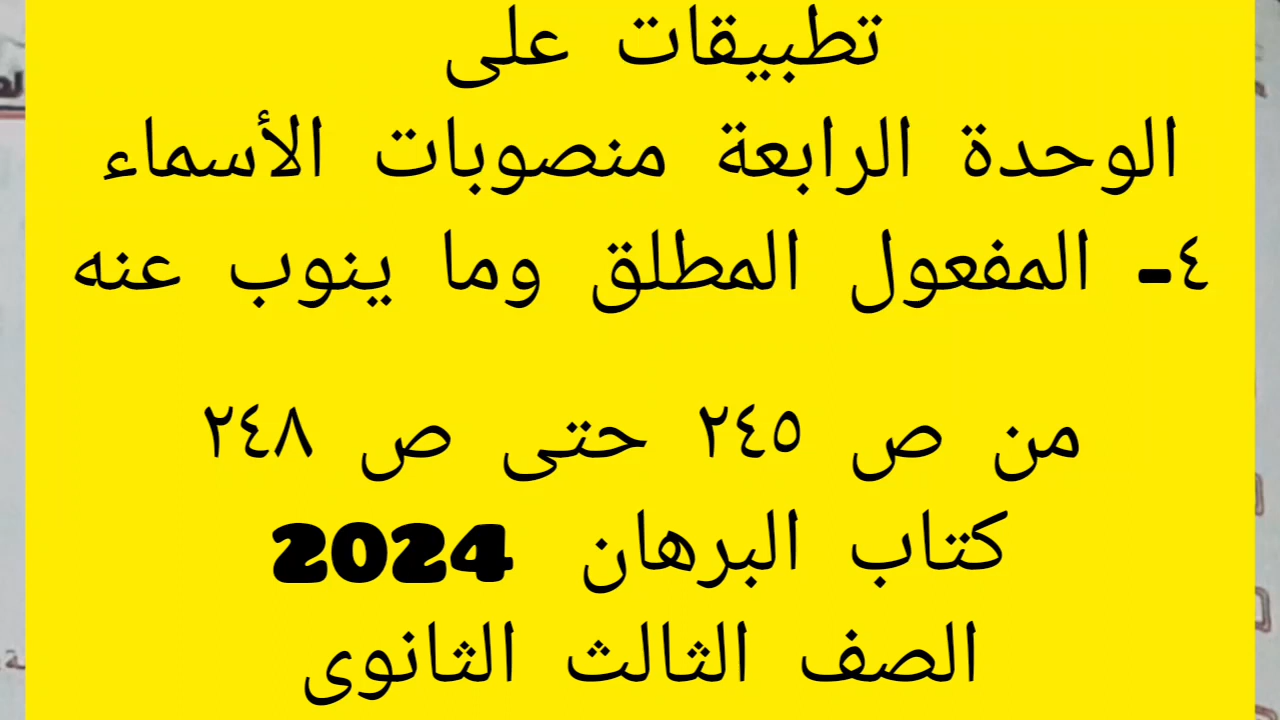 تطبيقات على
الوحدة الرابعة منصوبات الأسماء
٤- المفعول المطلق وما ينوب عنه
من ص ٢٤٥ حتى ص ٢٤٨
كتاب البرهان 2024
الصف الثالث الثانوى